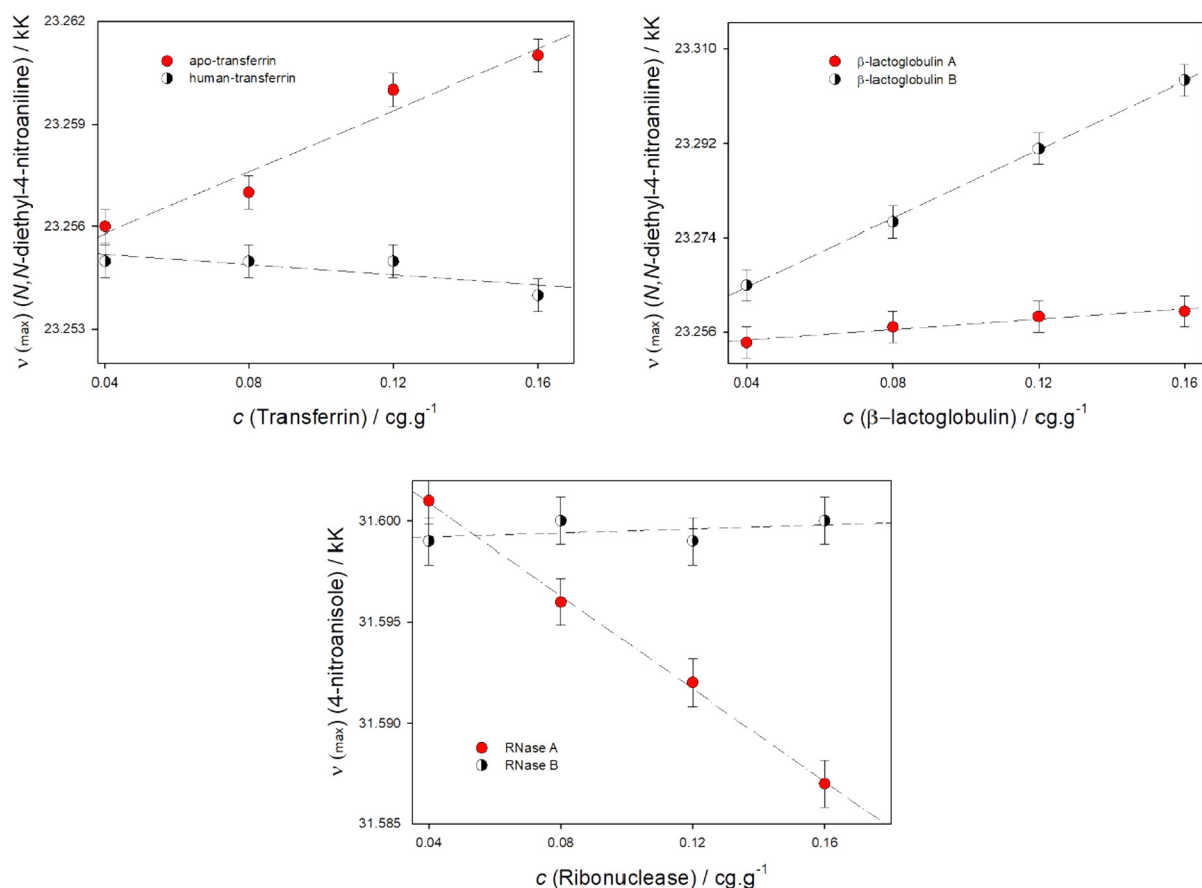 ν (max) (N,N-diethyl-4-nitroaniline) / kK
23.262
23.259
23.256
23.253
apo-transferrin
human-transferrin
0.04 0.08 0.12 0.16
c (Transferrin) / cg.g⁻¹
ν (max) (N,N-diethyl-4-nitroaniline) / kK
23.310
23.292
23.274
23.256
β-lactoglobulin A
β-lactoglobulin B
0.04 0.08 0.12 0.16
c (β−lactoglobulin) / cg.g⁻¹
ν (max) (4-nitroanisole) / kK
31.600
31.595
31.590
31.585
RNase A
RNase B
0.04 0.08 0.12 0.16
c (Ribonuclease) / cg.g⁻¹